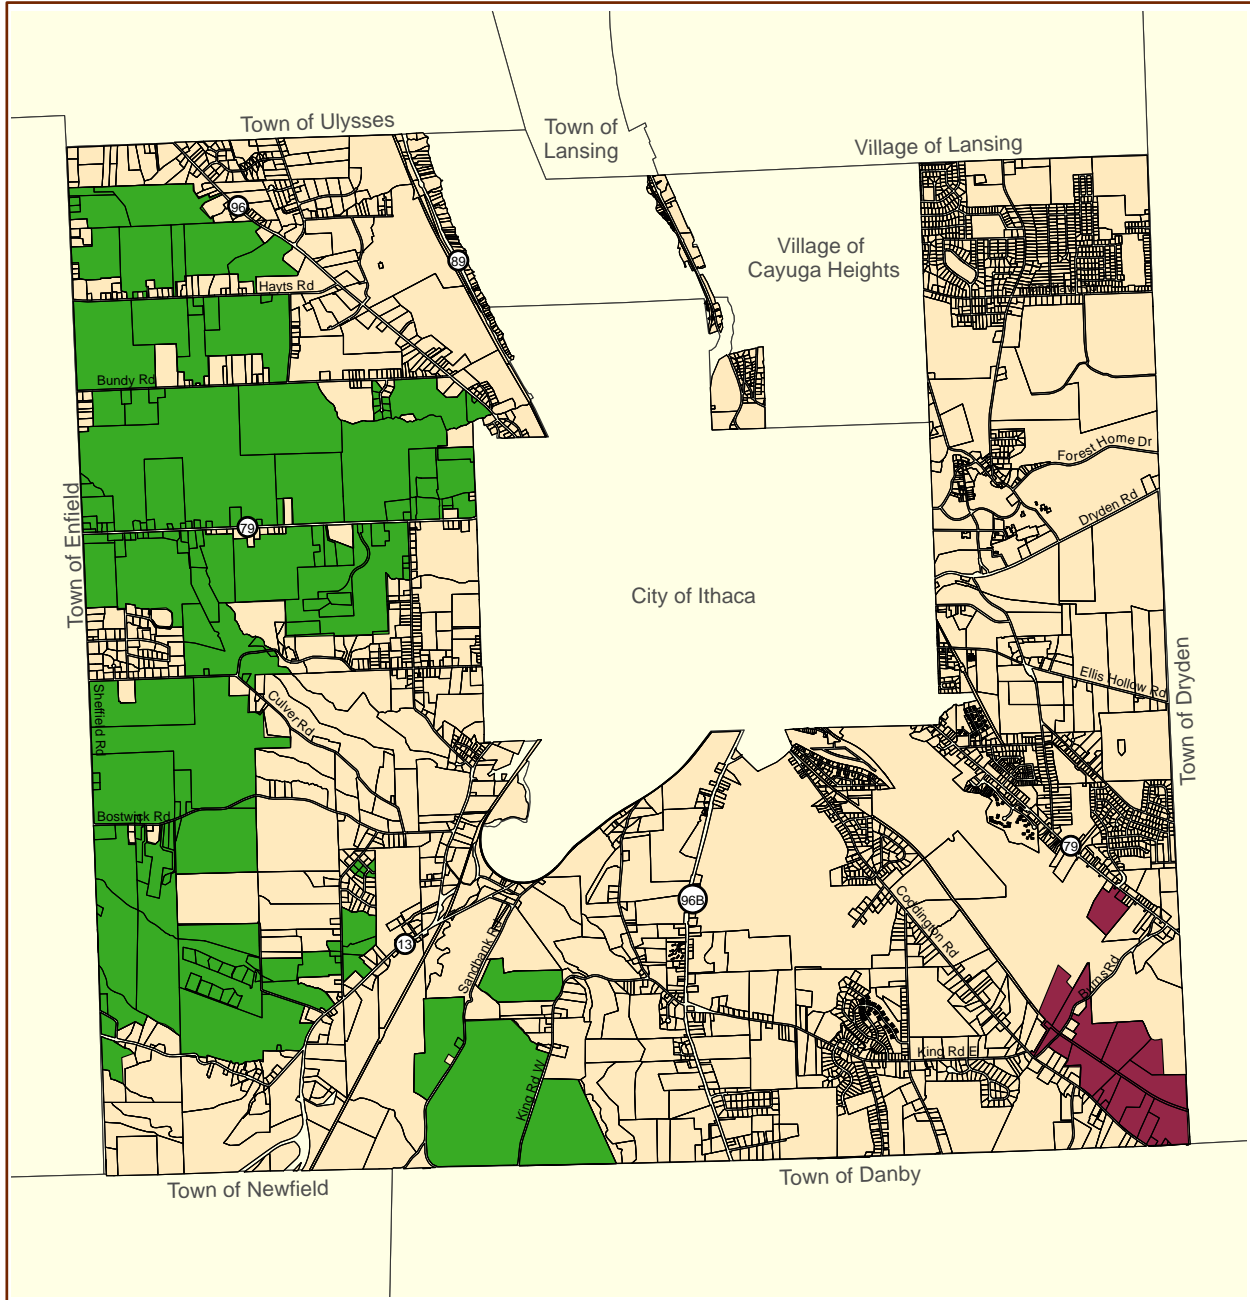 Town of Ulysses
Town of
Lansing
Village of Lansing
96
Village of
Cayuga Heights
89
Hayts Rd
Bundy Rd
Forest Home Dr
Dryden Rd
Town of Enfield
79
City of Ithaca
Ellis Hollow Rd
Town of Dryden
Sheffield Rd
Culver Rd
Bostwick Rd
79
96B
Coddington Rd
13
Sandbank Rd
Burns Rd
King Rd E
King Rd W
Town of Newfield
Town of Danby